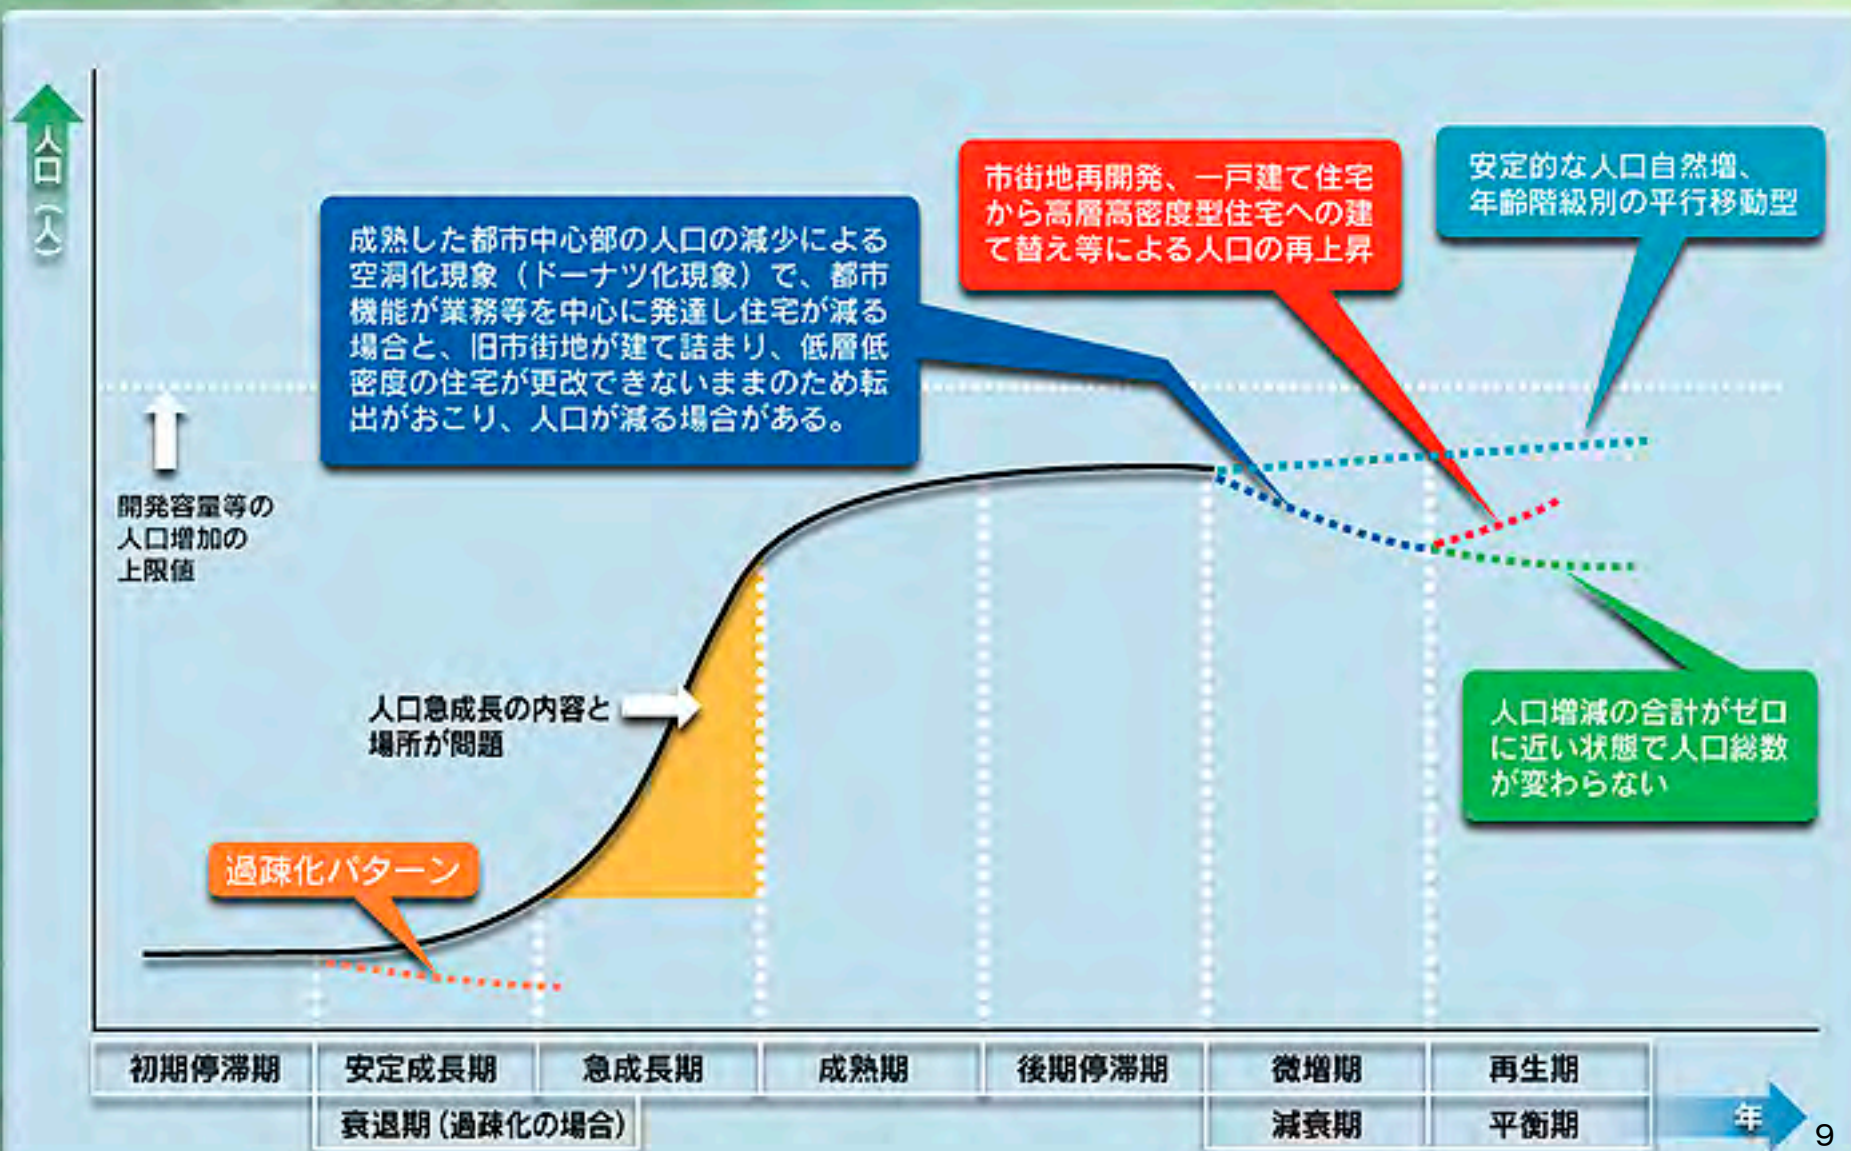 人口（人）
成熟した都市中心部の人口の減少による
空洞化現象（ドーナツ化現象）で、都市
機能が業務等を中心に発達し住宅が減る
場合と、旧市街地が建て詰まり、低層低
密度の住宅が更改できないままのため転
出がおこり、人口が減る場合がある。
市街地再開発、一戸建て住宅
から高層高密度型住宅への建
て替え等による人口の再上昇
安定的な人口自然増、
年齢階級別の平行移動型
開発容量等の
人口増加の
上限値
人口急成長の内容と
場所が問題
人口増減の合計がゼロ
に近い状態で人口総数
が変わらない
過疎化パターン
初期停滞期 安定成長期 急成長期 成熟期 後期停滞期 微増期 再生期
衰退期（過疎化の場合） 減衰期 平衡期 年
9